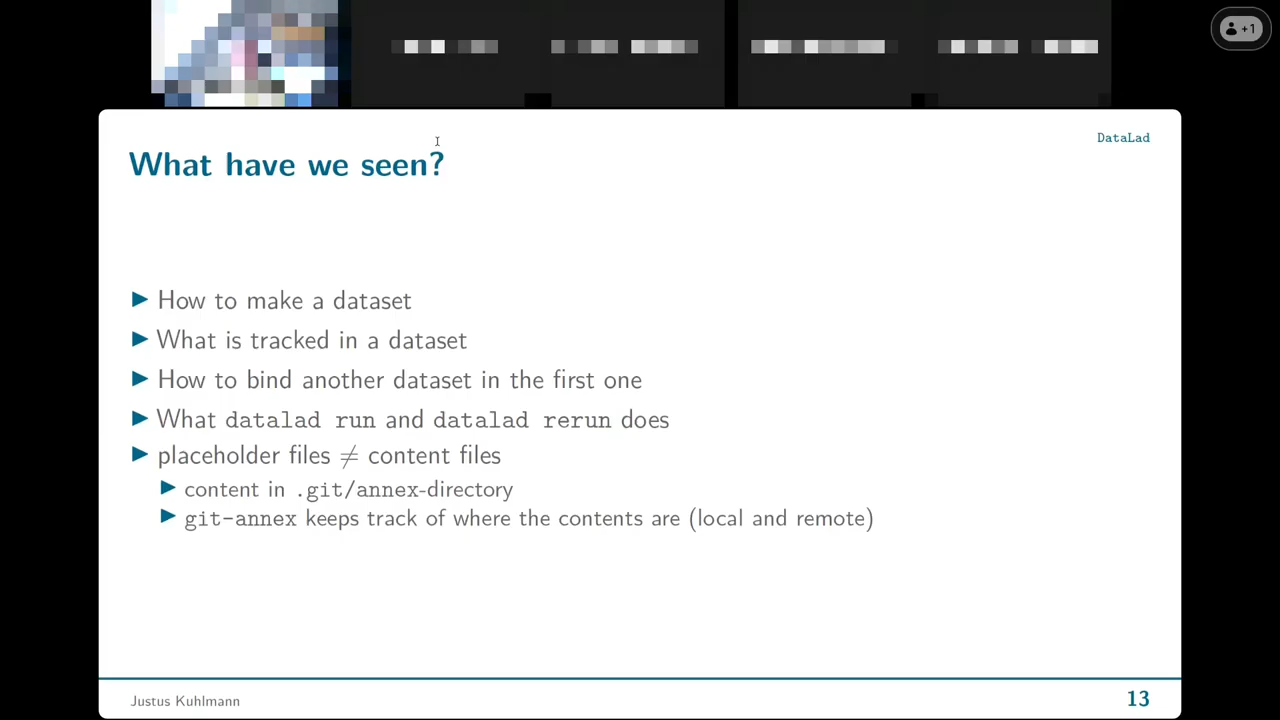 +1
DataLad
What have we seen?
▶ How to make a dataset
▶ What is tracked in a dataset
▶ How to bind another dataset in the first one
▶ What datalad run and datalad rerun does
▶ placeholder files ≠ content files
▶ content in .git/annex-directory
▶ git-annex keeps track of where the contents are (local and remote)
Justus Kuhlmann
13